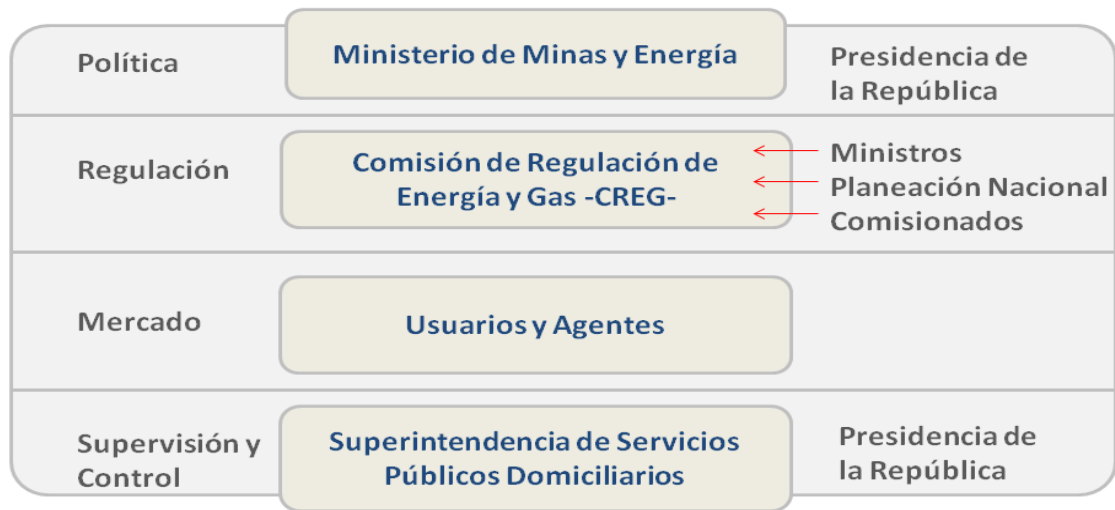 Política
Ministerio de Minas y Energía
Presidencia de
la República
Regulación
Comisión de Regulación de
Energía y Gas -CREG-
Ministros
Planeación Nacional
Comisionados
Mercado
Usuarios y Agentes
Supervisión y
Control
Superintendencia de Servicios
Públicos Domiciliarios
Presidencia de
la República